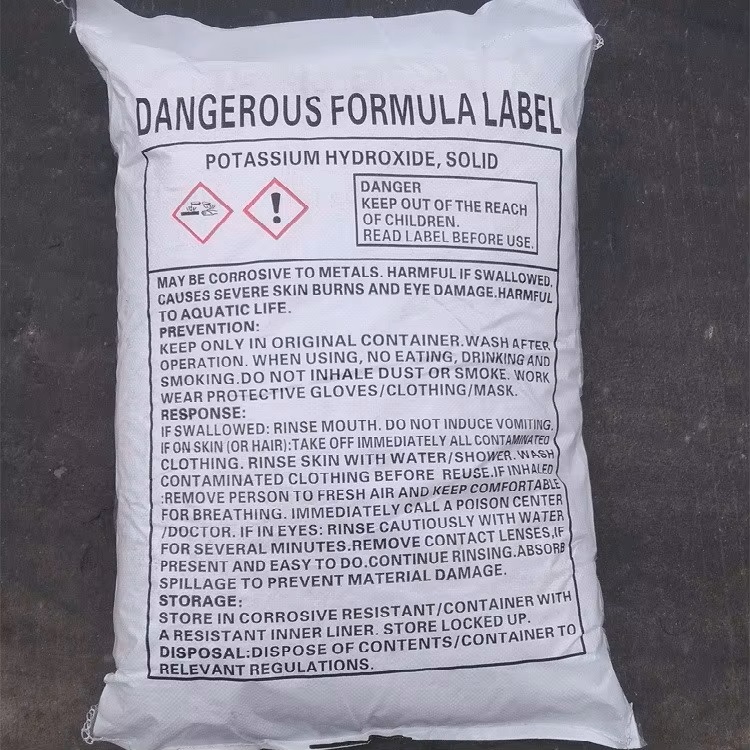 DANGEROUS FORMULA LABEL
POTASSIUM HYDROXIDE, SOLID
DANGER
KEEP OUT OF THE REACH
OF CHILDREN.
READ LABEL BEFORE USE.
MAY BE CORROSIVE TO METALS. HARMFUL IF SWALLOWED.
CAUSES SEVERE SKIN BURNS AND EYE DAMAGE.HARMFUL
TO AQUATIC LIFE.
PREVENTION:
KEEP ONLY IN ORIGINAL CONTAINER.WASH AFTER
OPERATION. WHEN USING, NO EATING, DRINKING AND
SMOKING.DO NOT INHALE DUST OR SMOKE. WORK
WEAR PROTECTIVE GLOVES/CLOTHING/MASK.
RESPONSE:
IF SWALLOWED: RINSE MOUTH. DO NOT INDUCE VOMITING.
IF ON SKIN (OR HAIR):TAKE OFF IMMEDIATELY ALL CONTAMINATED
CLOTHING. RINSE SKIN WITH WATER/SHOWER. WASH
CONTAMINATED CLOTHING BEFORE REUSE.IF INHALED
:REMOVE PERSON TO FRESH AIR AND KEEP COMFORTABLE
FOR BREATHING. IMMEDIATELY CALL A POISON CENTER
/DOCTOR. IF IN EYES: RINSE CAUTIOUSLY WITH WATER
FOR SEVERAL MINUTES.REMOVE CONTACT LENSES,IF
PRESENT AND EASY TO DO.CONTINUE RINSING.ABSORB
SPILLAGE TO PREVENT MATERIAL DAMAGE.
STORAGE:
STORE IN CORROSIVE RESISTANT/CONTAINER WITH
A RESISTANT INNER LINER. STORE LOCKED UP.
DISPOSAL:DISPOSE OF CONTENTS/CONTAINER TO
RELEVANT REGULATIONS.